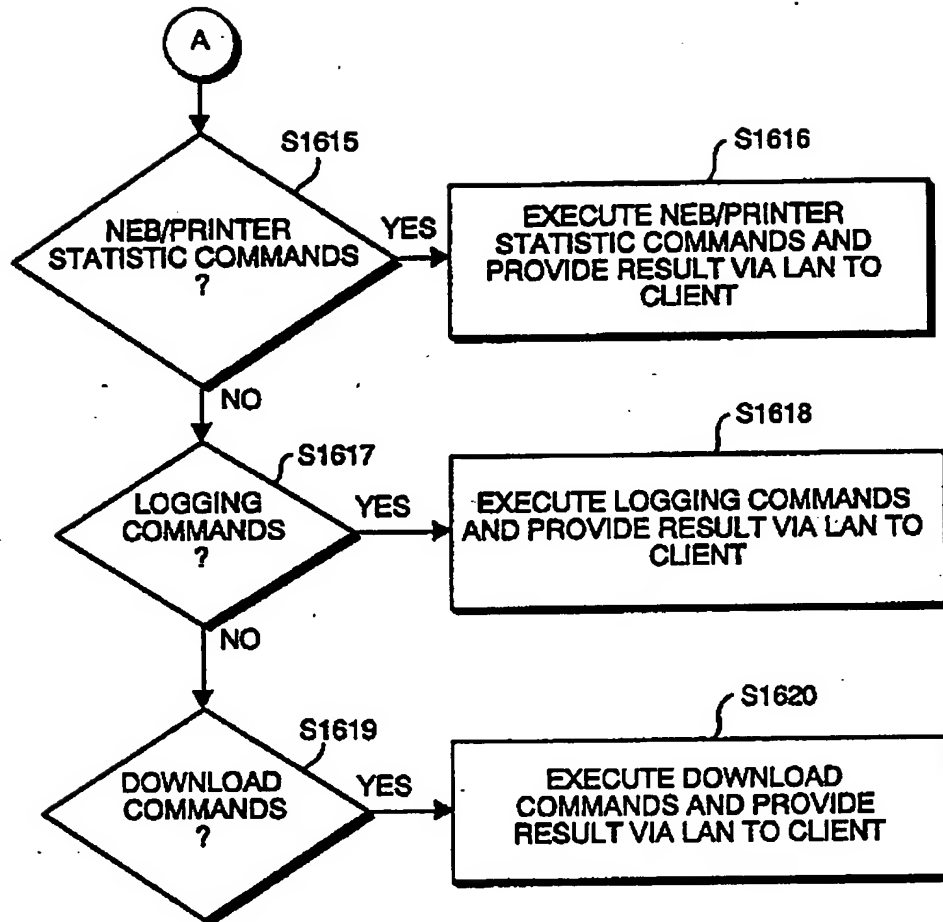 A
S1615
NEB/PRINTER
STATISTIC COMMANDS
?
YES
S1616
EXECUTE NEB/PRINTER
STATISTIC COMMANDS AND
PROVIDE RESULT VIA LAN TO
CLIENT
NO
S1617
LOGGING
COMMANDS
?
YES
S1618
EXECUTE LOGGING COMMANDS
AND PROVIDE RESULT VIA LAN TO
CLIENT
NO
S1619
DOWNLOAD
COMMANDS
?
YES
S1620
EXECUTE DOWNLOAD
COMMANDS AND PROVIDE
RESULT VIA LAN TO CLIENT